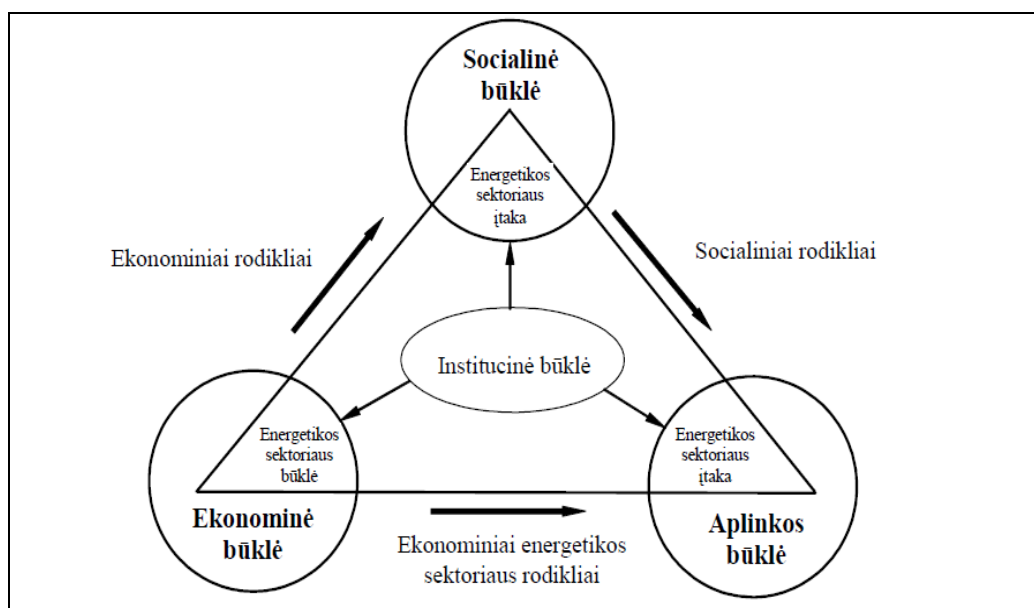 Socialinė
būklė
Energetikos
sektoriaus
įtaka
Ekonominiai rodikliai
Socialiniai rodikliai
Institucinė būklė
Energetikos
sektoriaus
būklė
Energetikos
sektoriaus
įtaka
Ekonominė
būklė
Aplinkos
būklė
Ekonominiai energetikos
sektoriaus rodikliai